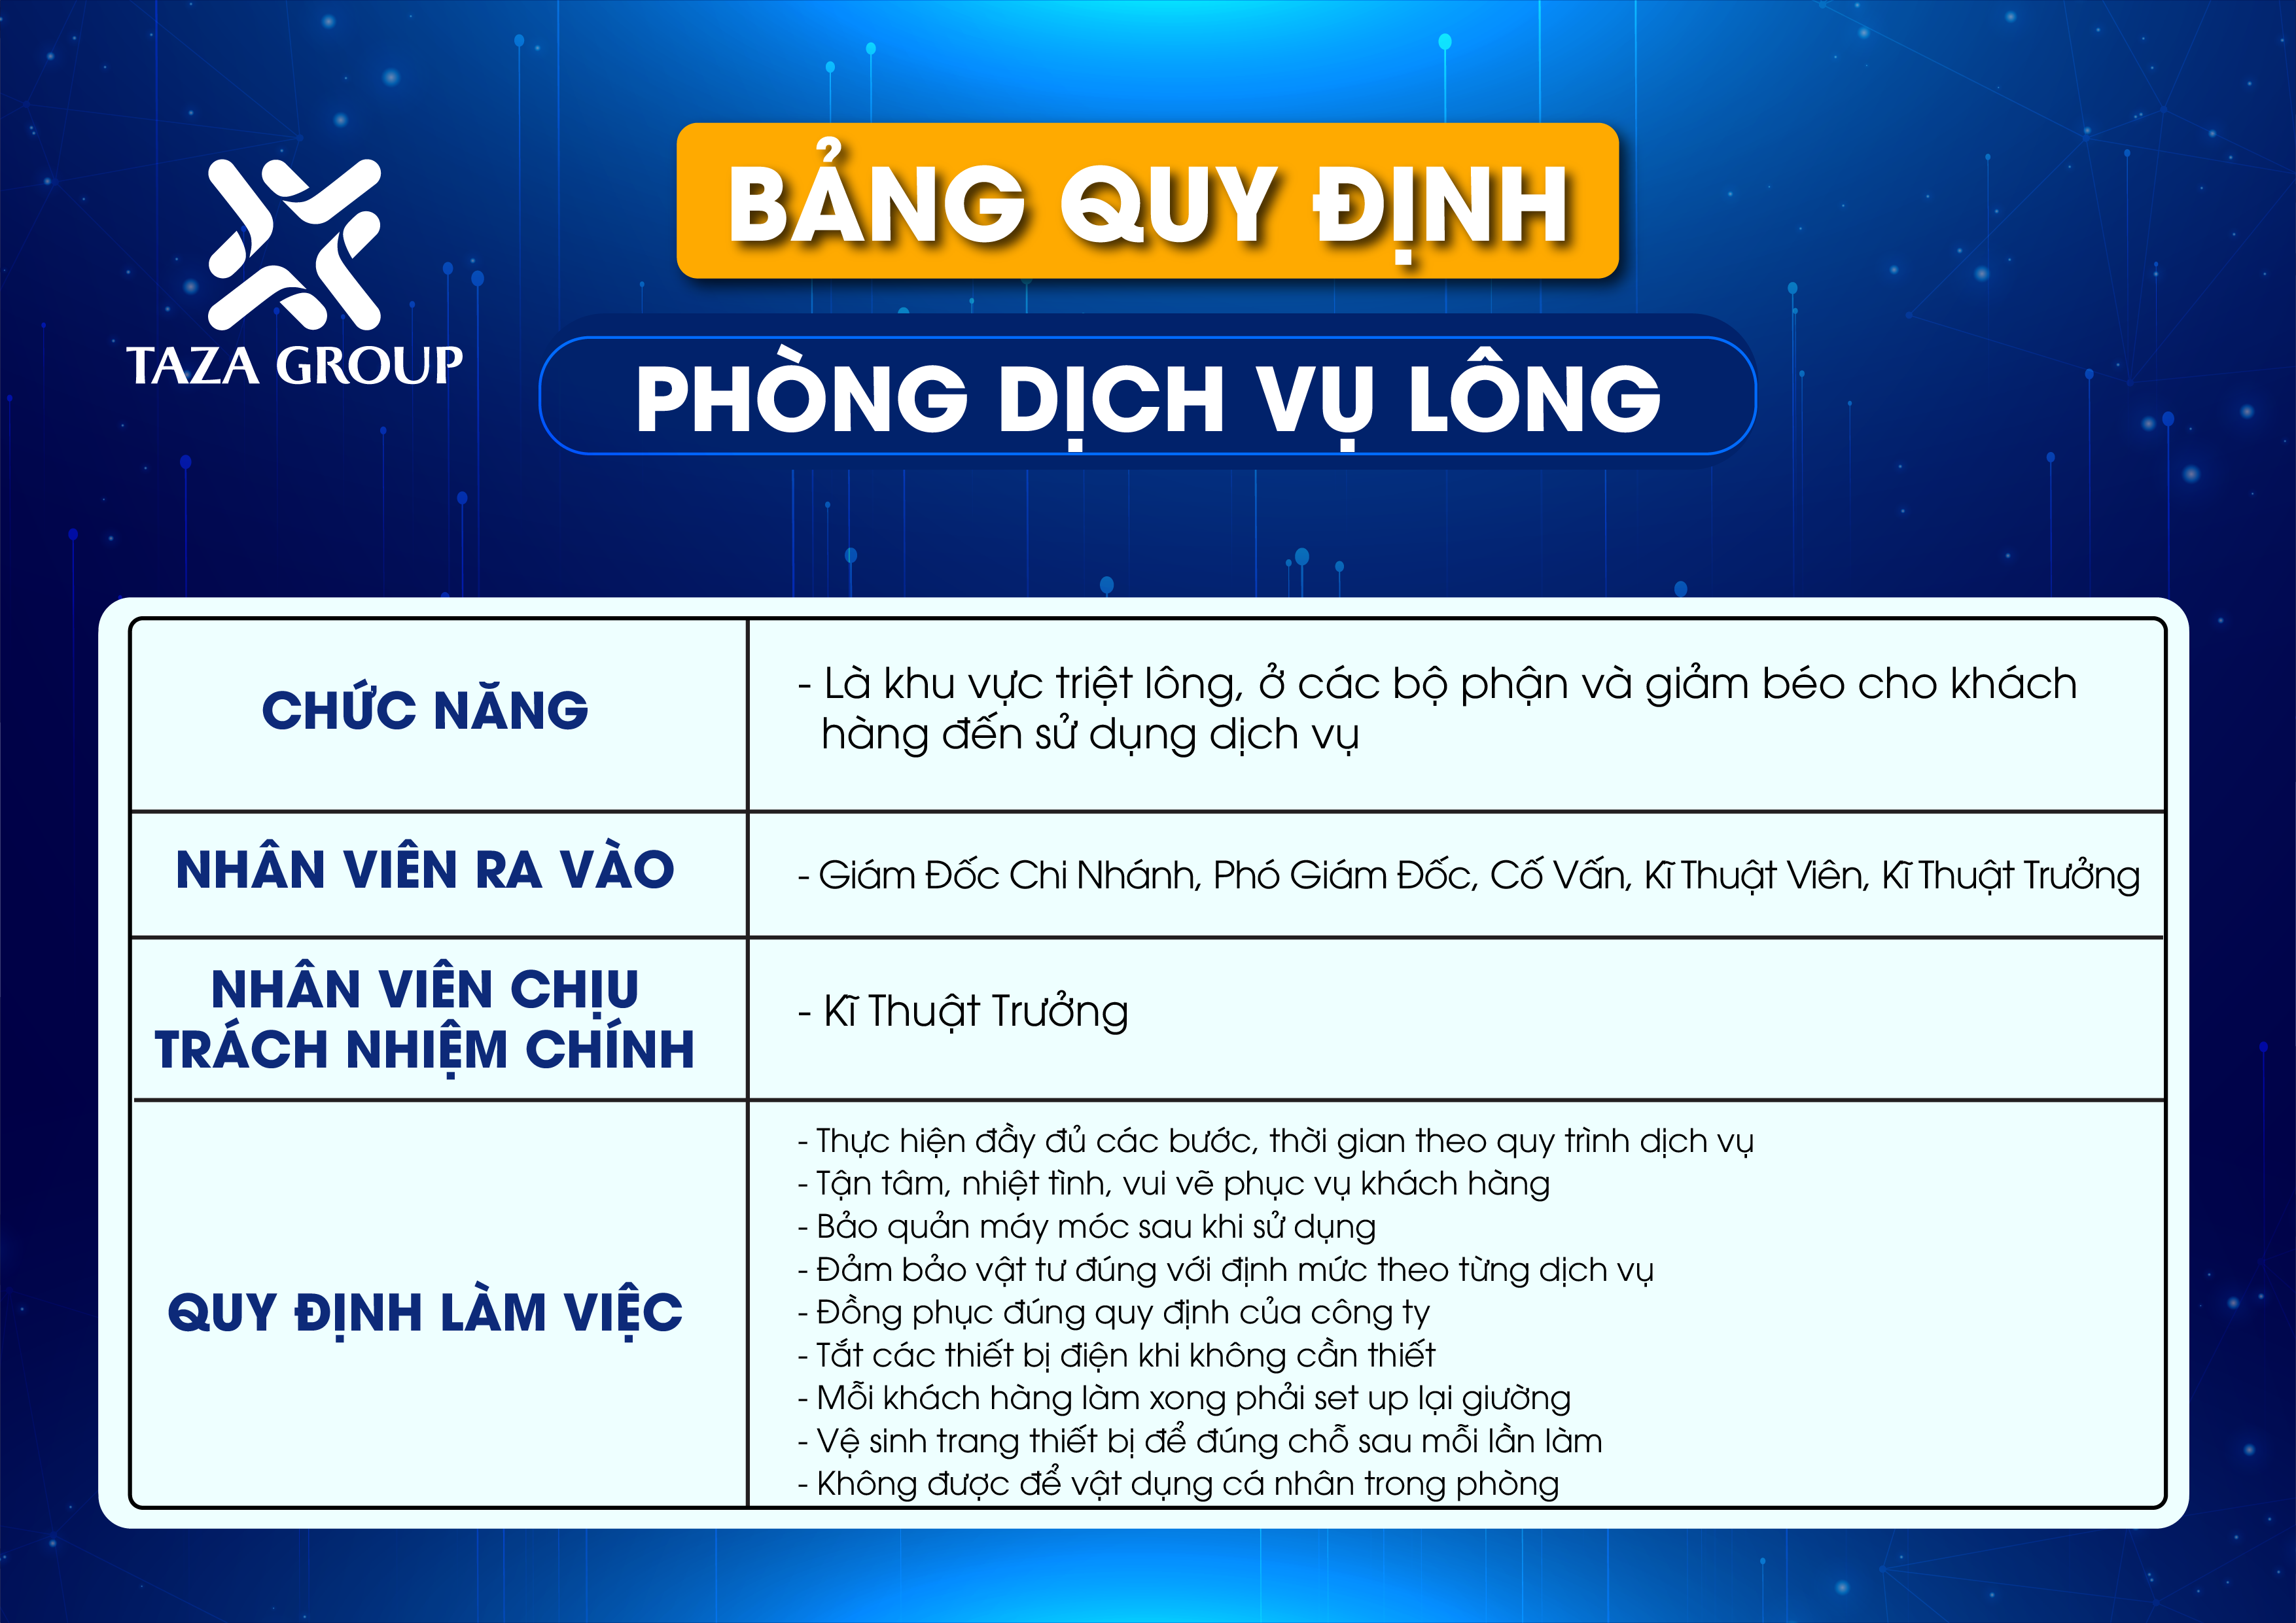 TAZA GROUP
BẢNG QUY ĐỊNH
PHÒNG DỊCH VỤ LÔNG
CHỨC NĂNG
- Là khu vực triệt lông, ở các bộ phận và giảm béo cho khách
hàng đến sử dụng dịch vụ
NHÂN VIÊN RA VÀO
- Giám Đốc Chi Nhánh, Phó Giám Đốc, Cố Vấn, Kĩ Thuật Viên, Kĩ Thuật Trưởng
NHÂN VIÊN CHỊU
TRÁCH NHIỆM CHÍNH
- Kĩ Thuật Trưởng
QUY ĐỊNH LÀM VIỆC
- Thực hiện đầy đủ các bước, thời gian theo quy trình dịch vụ
- Tận tâm, nhiệt tình, vui vẽ phục vụ khách hàng
- Bảo quản máy móc sau khi sử dụng
- Đảm bảo vật tư đúng với định mức theo từng dịch vụ
- Đồng phục đúng quy định của công ty
- Tắt các thiết bị điện khi không cần thiết
- Mỗi khách hàng làm xong phải set up lại giường
- Vệ sinh trang thiết bị để đúng chỗ sau mỗi lần làm
- Không được để vật dụng cá nhân trong phòng